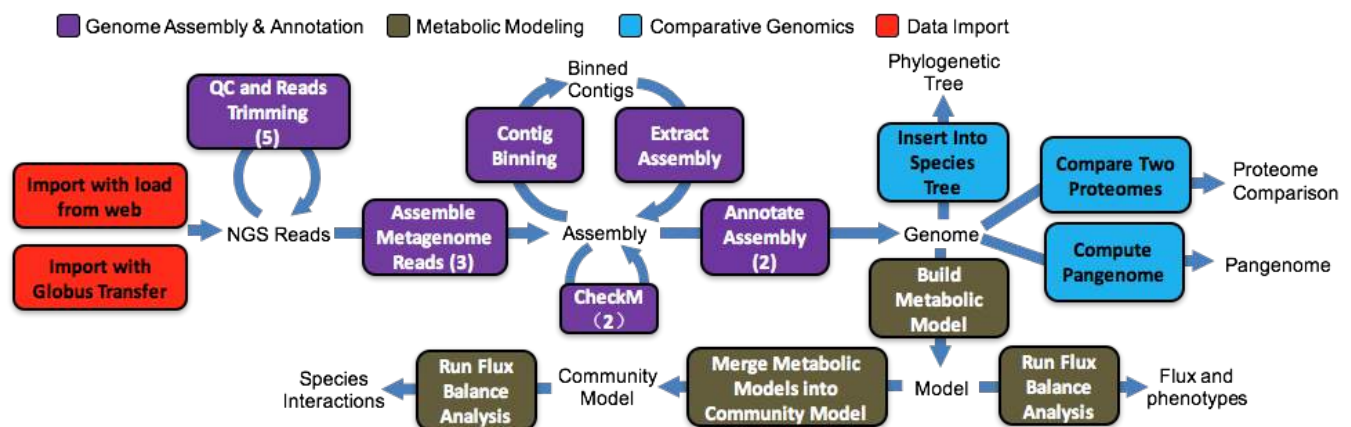 Genome Assembly & Annotation
Metabolic Modeling
Comparative Genomics
Data Import
QC and Reads
Trimming
(5)
Import with load
from web
Import with
Globus Transfer
NGS Reads
Assemble
Metagenome
Reads (3)
Contig
Binning
Binned
Contigs
Extract
Assembly
Assembly
CheckM
（2）
Annotate
Assembly
(2)
Phylogenetic
Tree
Insert Into
Species
Tree
Genome
Compare Two
Proteomes
Proteome
Comparison
Compute
Pangenome
Pangenome
Build
Metabolic
Model
Model
Run Flux
Balance
Analysis
Flux and
phenotypes
Merge Metabolic
Models into
Community Model
Community
Model
Run Flux
Balance
Analysis
Species
Interactions